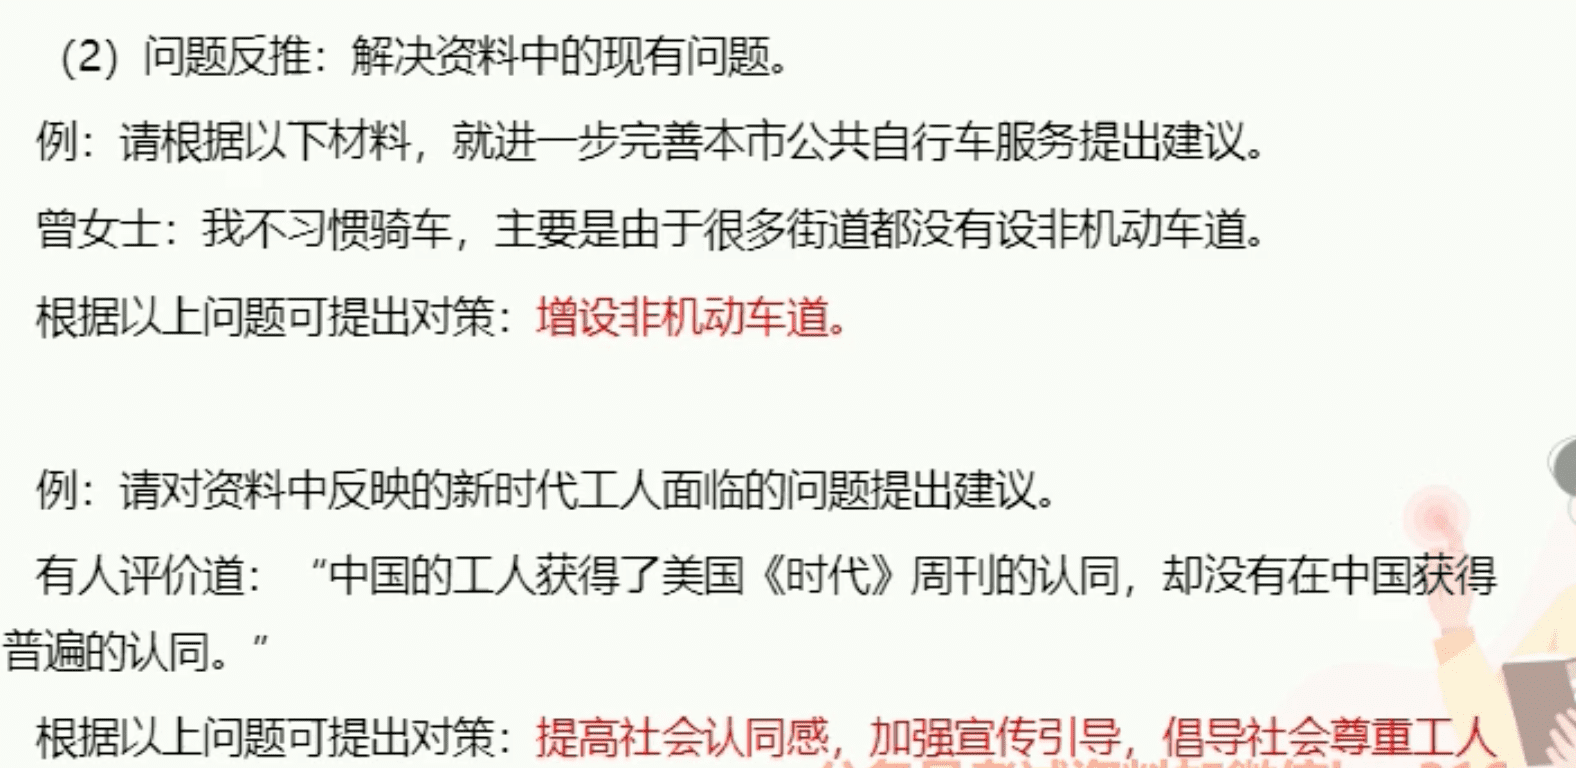 （2）问题反推：解决资料中的现有问题。
例：请根据以下材料，就进一步完善本市公共自行车服务提出建议。
曾女士：我不习惯骑车，主要是由于很多街道都没有设非机动车道。
根据以上问题可提出对策：增设非机动车道。
例：请对资料中反映的新时代工人面临的问题提出建议。
有人评价道：“中国的工人获得了美国《时代》周刊的认同，却没有在中国获得
普遍的认同。”
根据以上问题可提出对策：提高社会认同感，加强宣传引导，倡导社会尊重工人